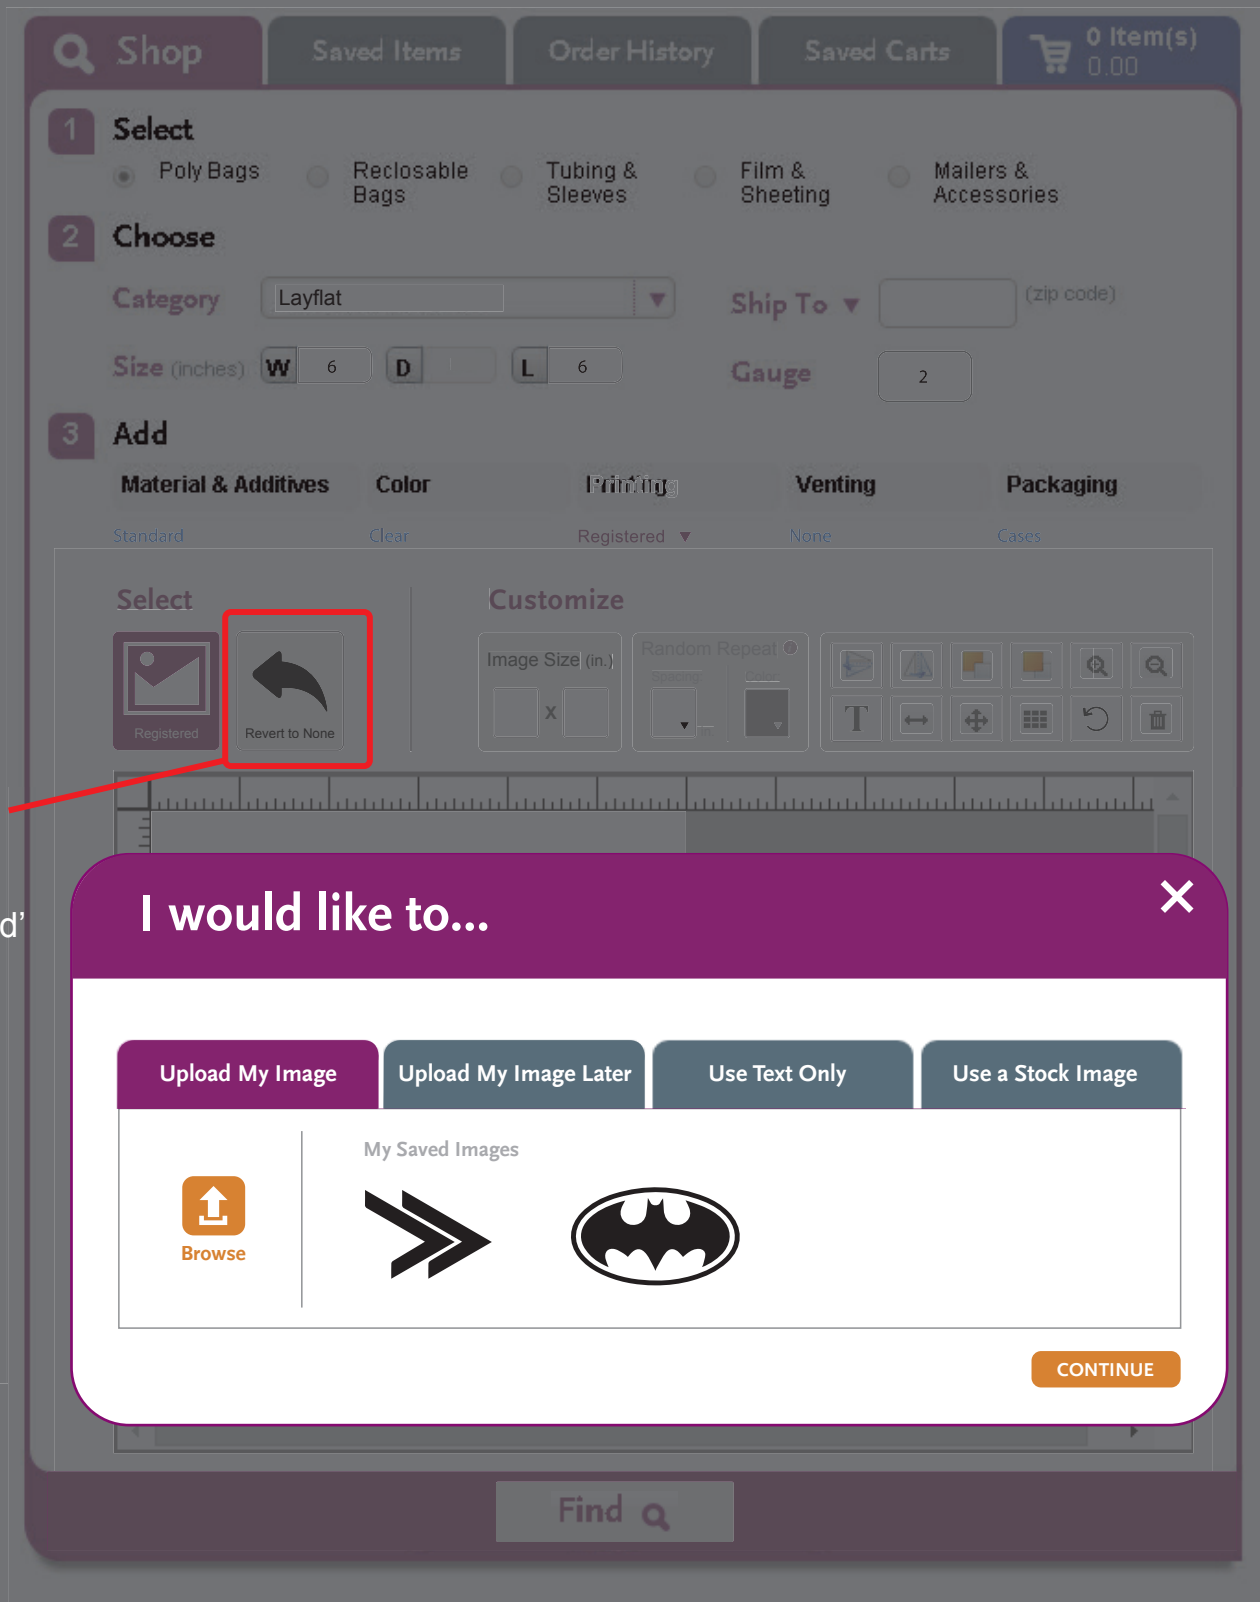 Shop
Saved Items
Order History
Saved Carts
0 Item(s)
0.00
1 Select
Poly Bags
Reclosable
Bags
Tubing &
Sleeves
Film &
Sheeting
Mailers &
Accessories
2 Choose
Category Layflat
Ship To (zip code)
Size (inches) W 6 D L 6
Gauge 2
3 Add
Material & Additives Color Printing Venting Packaging
Standard Clear Registered None Cases
Select
Customize
Registered
Revert to None
Image Size (in.)
X
Random Repeat
Spacing: Color:
in.
T
d'
I would like to...
Upload My Image
Upload My Image Later
Use Text Only
Use a Stock Image
My Saved Images
Browse
CONTINUE
Find